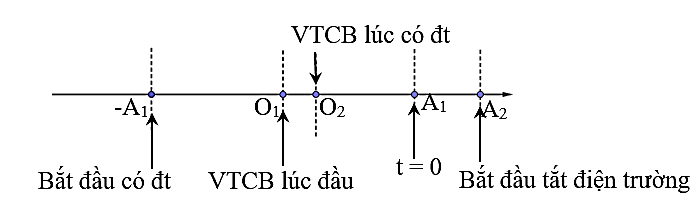 VTCB lúc có đt
-A₁ O₁ O₂ A₁ A₂
Bắt đầu có đt VTCB lúc đầu t = 0 Bắt đầu tắt điện trường